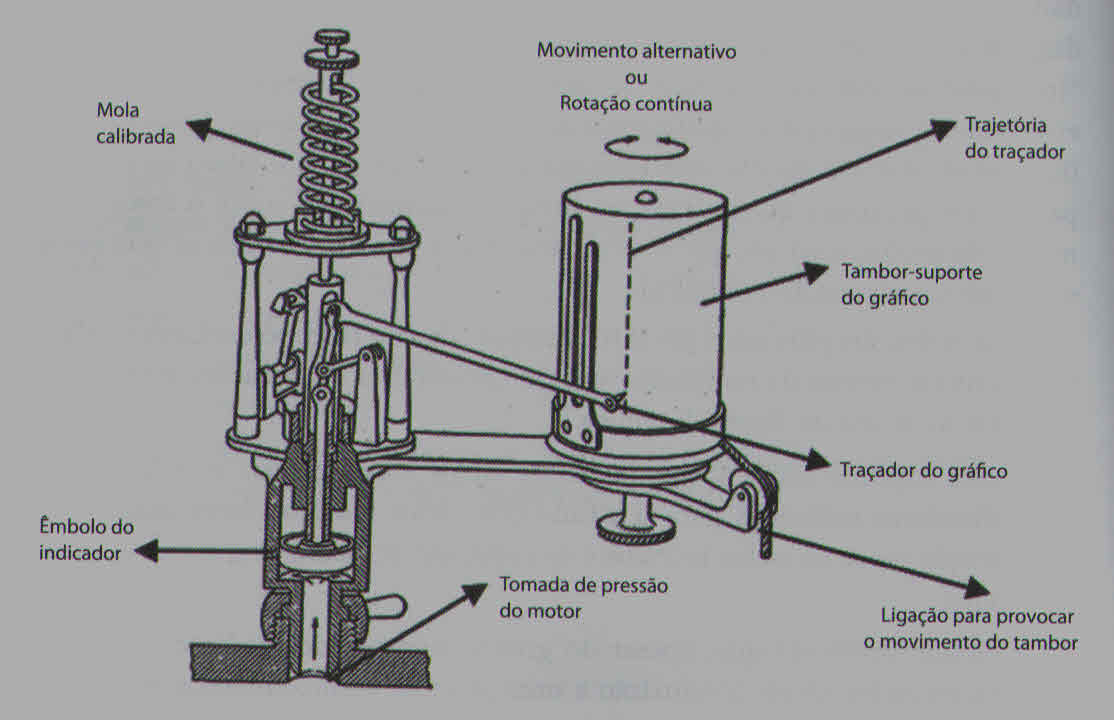 Movimento alternativo
ou
Rotação contínua
Mola
calibrada
Trajetória
do traçador
Tambor-suporte
do gráfico
Traçador do gráfico
Êmbolo do
indicador
Tomada de pressão
do motor
Ligação para provocar
o movimento do tambor